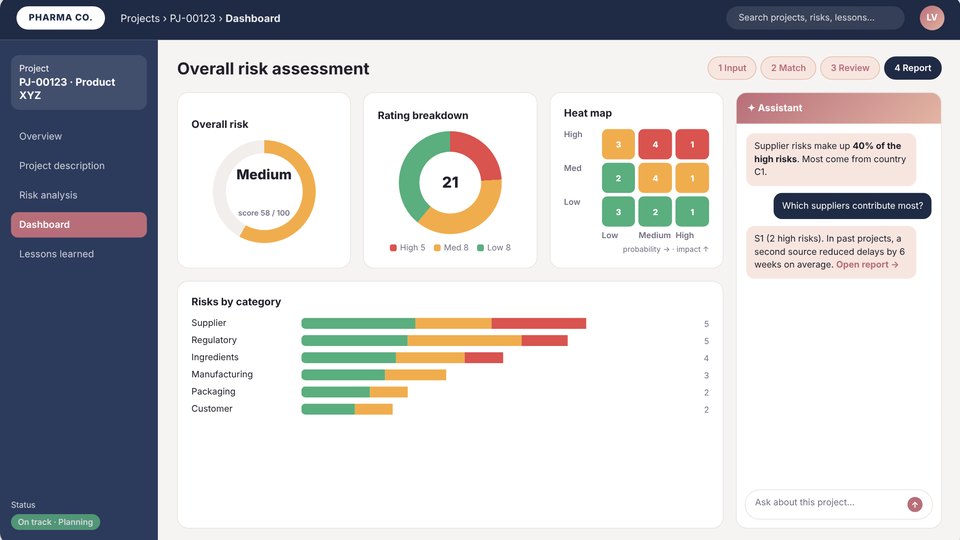 PHARMA CO.
Projects › PJ-00123 › Dashboard
Search projects, risks, lessons...
LV
Project
PJ-00123 · Product
XYZ
Overview
Project description
Risk analysis
Dashboard
Lessons learned
Status
On track · Planning
Overall risk assessment
1 Input
2 Match
3 Review
4 Report
Overall risk
Medium
score 58 / 100
Rating breakdown
21
High 5
Med 8
Low 8
Heat map
High
3 4 1
Med
2 4 1
Low
3 2 1
Low Medium High
probability → · impact ↑
Risks by category
Supplier 5
Regulatory 5
Ingredients 4
Manufacturing 3
Packaging 2
Customer 2
✦ Assistant
Supplier risks make up 40% of the
high risks. Most come from country
C1.
Which suppliers contribute most?
S1 (2 high risks). In past projects, a
second source reduced delays by 6
weeks on average. Open report →
Ask about this project...